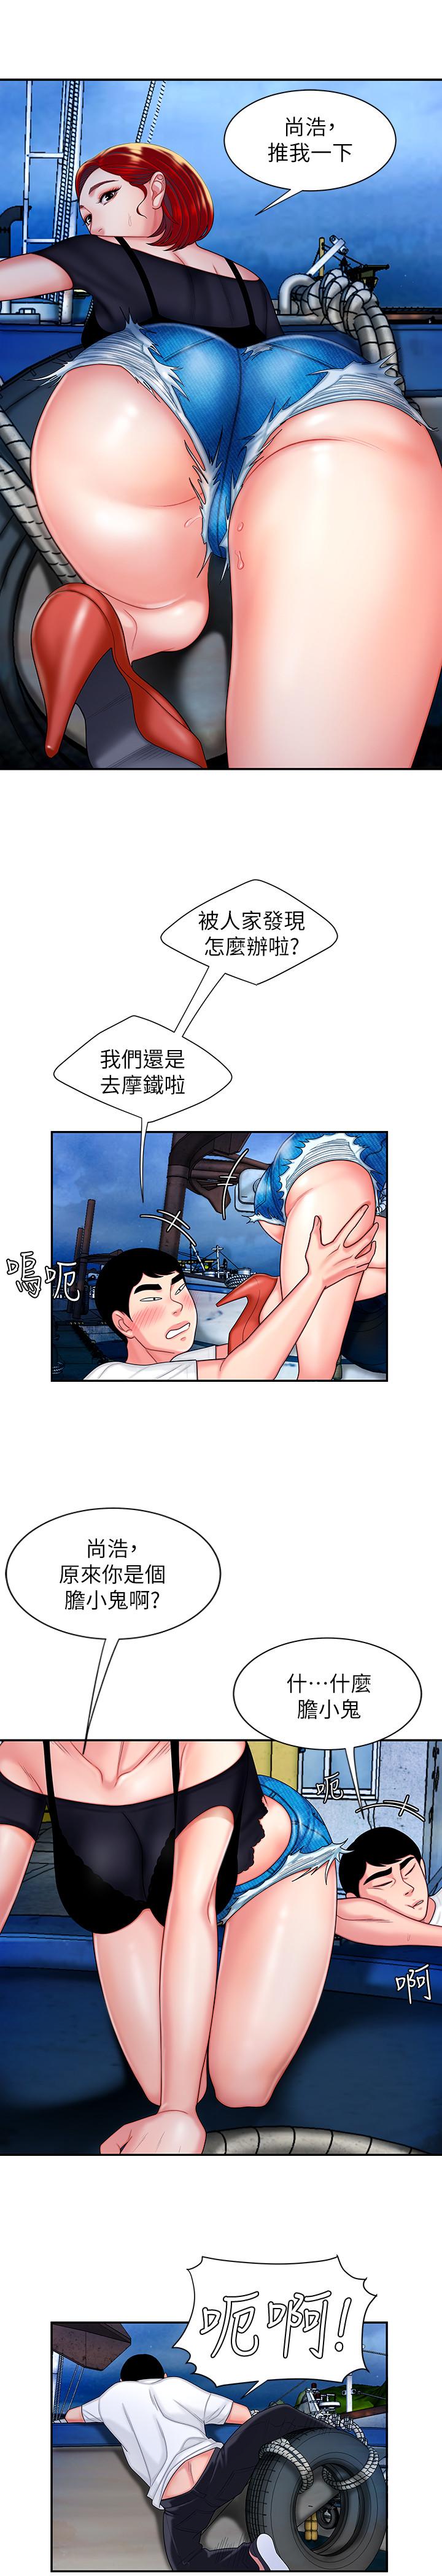 尚浩，
推我一下
被人家發現
怎麼辦啦?
我們還是
去摩鐵啦
嗚呃
尚浩，
原來你是個
膽小鬼啊?
什…什麼
膽小鬼
呃
啊
呃啊!